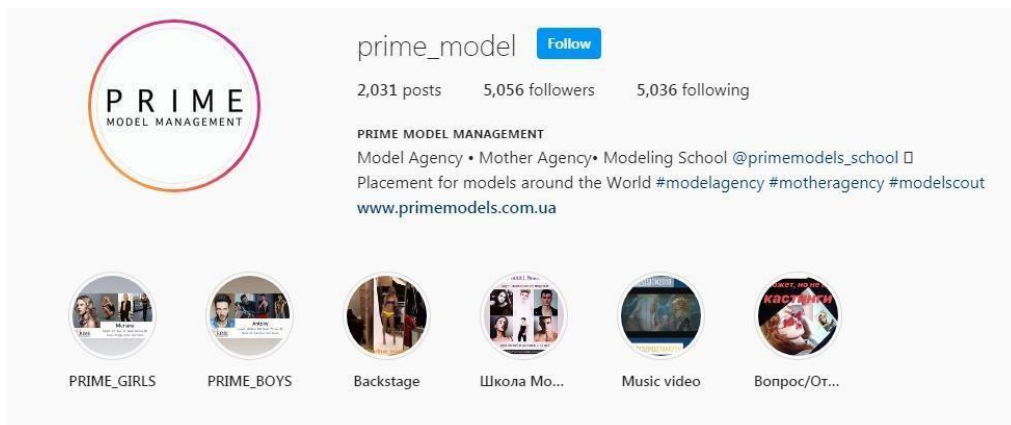 PRIME
MODEL MANAGEMENT
prime_model Follow
2,031 posts 5,056 followers 5,036 following
PRIME MODEL MANAGEMENT
Model Agency • Mother Agency• Modeling School @primemodels_school
Placement for models around the World #modelagency #motheragency #modelscout
www.primemodels.com.ua
кастинги
PRIME_GIRLS PRIME_BOYS Backstage Школа Мо... Music video Вопрос/От...